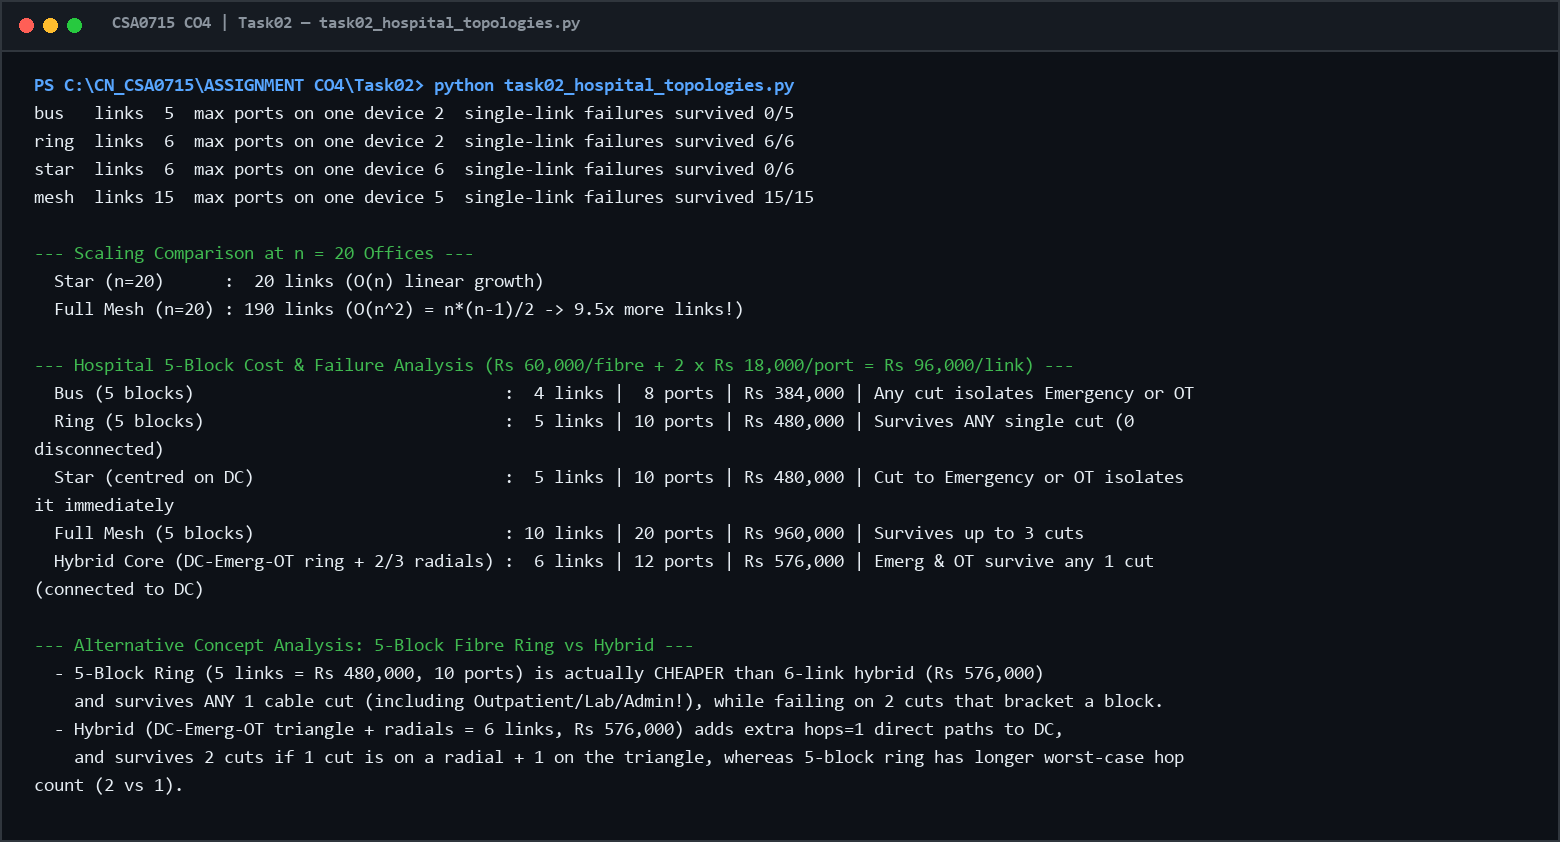 CSA0715 CO4 | Task02 — task02_hospital_topologies.py
PS C:\CN_CSA0715\ASSIGNMENT CO4\Task02> python task02_hospital_topologies.py
bus   links  5  max ports on one device 2  single-link failures survived 0/5
ring  links  6  max ports on one device 2  single-link failures survived 6/6
star  links  6  max ports on one device 6  single-link failures survived 0/6
mesh  links 15  max ports on one device 5  single-link failures survived 15/15
--- Scaling Comparison at n = 20 Offices ---
  Star (n=20)      :  20 links (O(n) linear growth)
  Full Mesh (n=20) : 190 links (O(n^2) = n*(n-1)/2 -> 9.5x more links!)
--- Hospital 5-Block Cost & Failure Analysis (Rs 60,000/fibre + 2 x Rs 18,000/port = Rs 96,000/link) ---
  Bus (5 blocks)                               :  4 links |  8 ports | Rs 384,000 | Any cut isolates Emergency or OT
  Ring (5 blocks)                              :  5 links | 10 ports | Rs 480,000 | Survives ANY single cut (0
disconnected)
  Star (centred on DC)                         :  5 links | 10 ports | Rs 480,000 | Cut to Emergency or OT isolates
it immediately
  Full Mesh (5 blocks)                         : 10 links | 20 ports | Rs 960,000 | Survives up to 3 cuts
  Hybrid Core (DC-Emerg-OT ring + 2/3 radials) :  6 links | 12 ports | Rs 576,000 | Emerg & OT survive any 1 cut
(connected to DC)
--- Alternative Concept Analysis: 5-Block Fibre Ring vs Hybrid ---
  - 5-Block Ring (5 links = Rs 480,000, 10 ports) is actually CHEAPER than 6-link hybrid (Rs 576,000)
    and survives ANY 1 cable cut (including Outpatient/Lab/Admin!), while failing on 2 cuts that bracket a block.
  - Hybrid (DC-Emerg-OT triangle + radials = 6 links, Rs 576,000) adds extra hops=1 direct paths to DC,
    and survives 2 cuts if 1 cut is on a radial + 1 on the triangle, whereas 5-block ring has longer worst-case hop
count (2 vs 1).